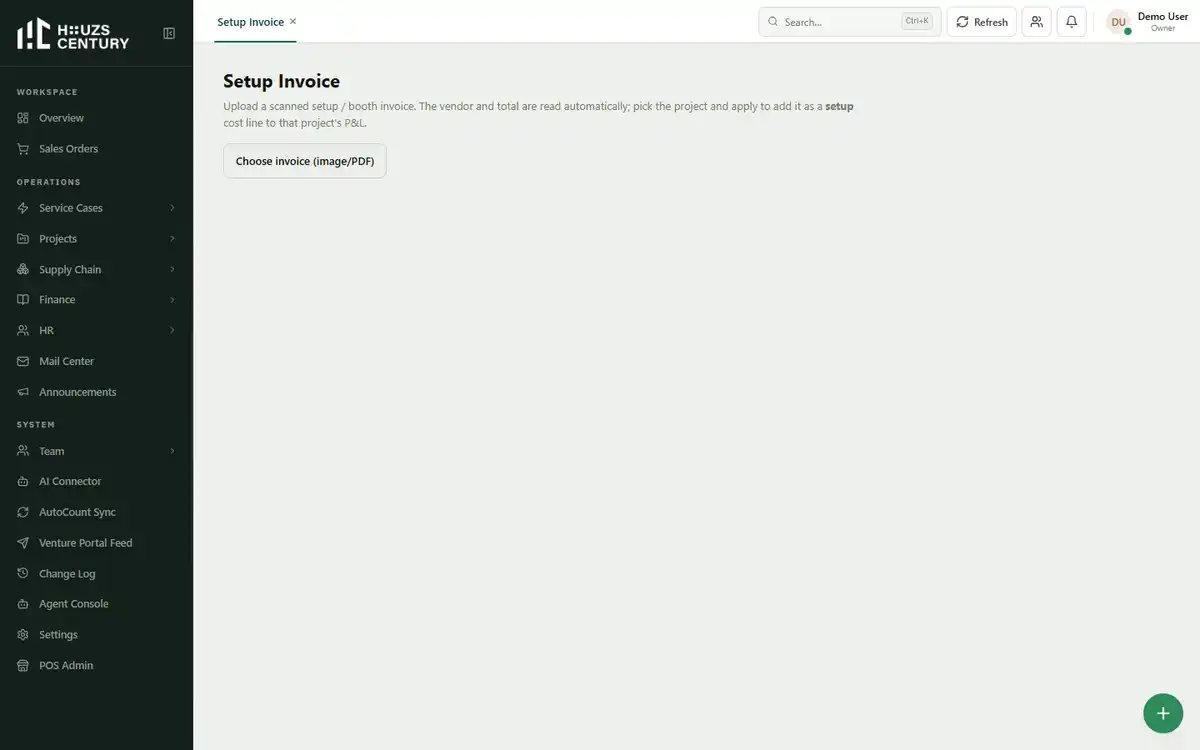 HOUZS
CENTURY
Setup Invoice
Search...
Ctrl+K
Refresh
DU
Demo User
Owner
WORKSPACE
Overview
Sales Orders
OPERATIONS
Service Cases
Projects
Supply Chain
Finance
HR
Mail Center
Announcements
SYSTEM
Team
AI Connector
AutoCount Sync
Venture Portal Feed
Change Log
Agent Console
Settings
POS Admin
Setup Invoice
Upload a scanned setup / booth invoice. The vendor and total are read automatically; pick the project and apply to add it as a setup
cost line to that project's P&L.
Choose invoice (image/PDF)